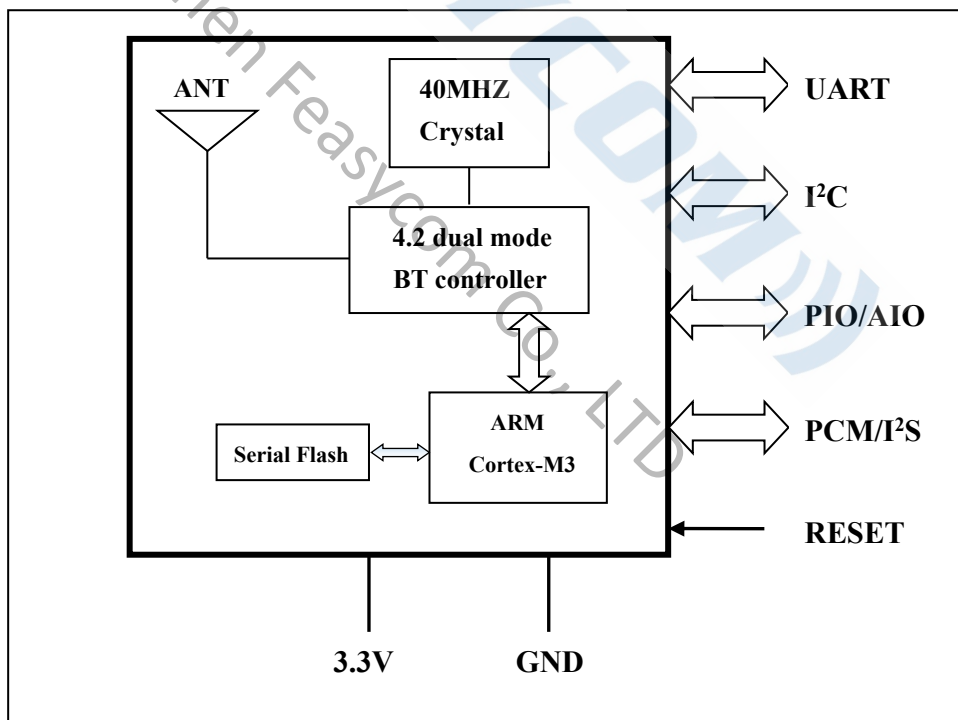 ANT
40MHZ
Crystal
4.2 dual mode
BT controller
ARM
Cortex-M3
Serial Flash
UART
I²C
PIO/AIO
PCM/I²S
RESET
3.3V
GND
Feasycom Co., LTD